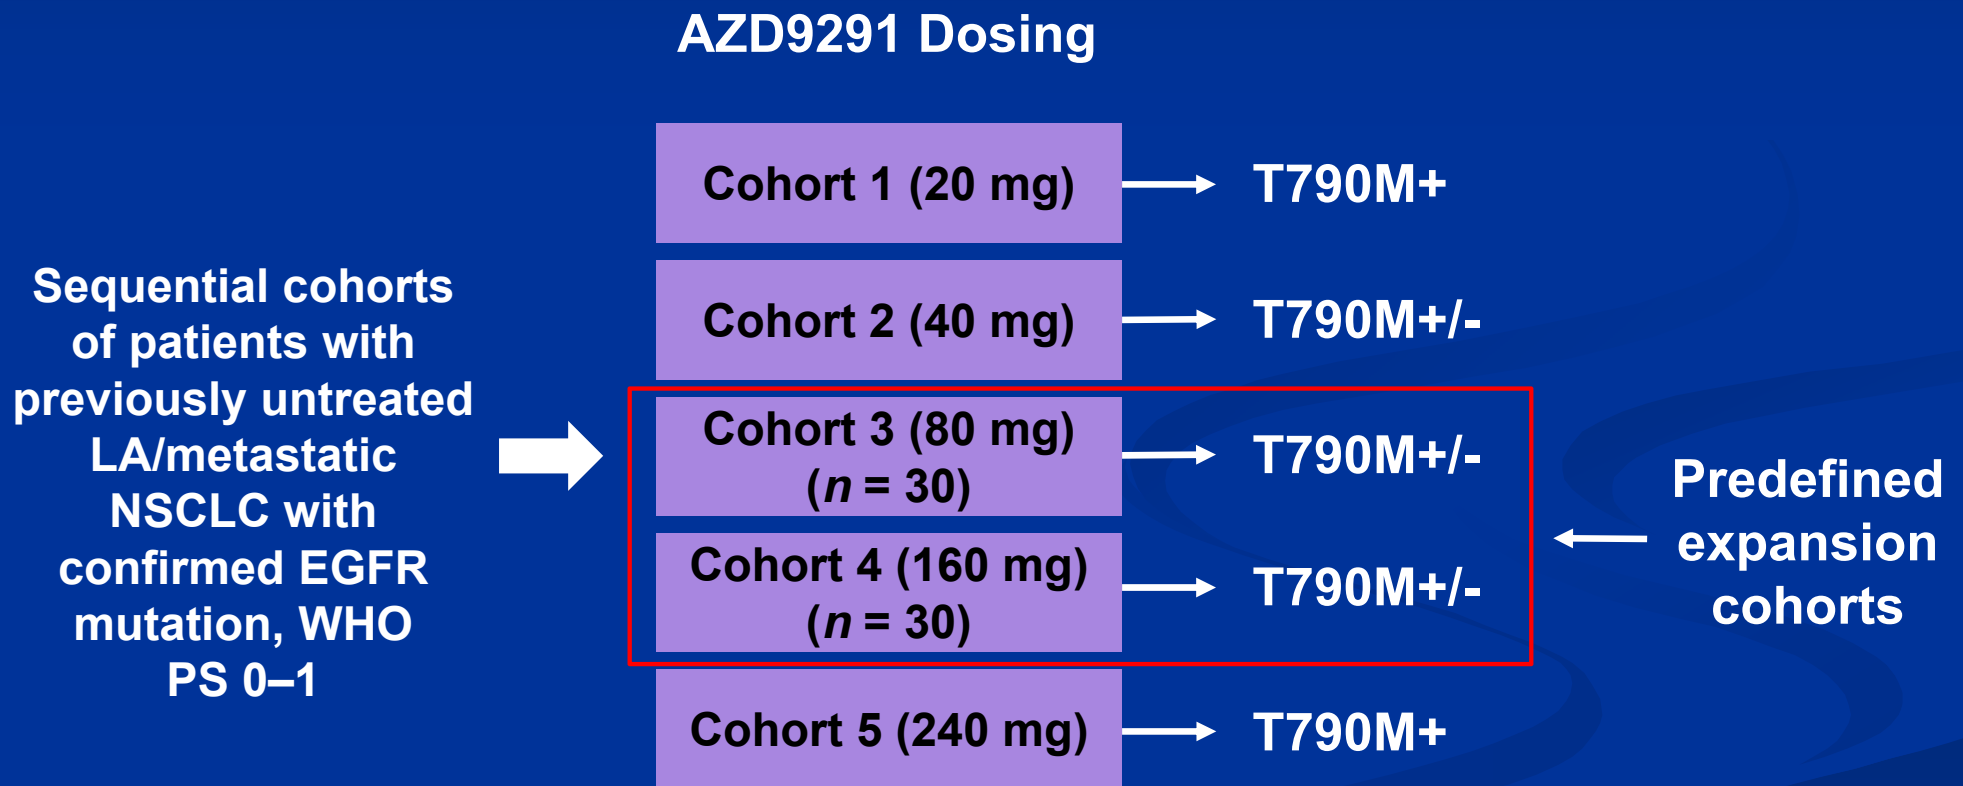 AZD9291 Dosing
Sequential cohorts
of patients with
previously untreated
LA/metastatic
NSCLC with
confirmed EGFR
mutation, WHO
PS 0–1
Cohort 1 (20 mg)
T790M+
Cohort 2 (40 mg)
T790M+/-
Cohort 3 (80 mg)
(n = 30)
T790M+/-
Cohort 4 (160 mg)
(n = 30)
T790M+/-
Cohort 5 (240 mg)
T790M+
Predefined
expansion
cohorts